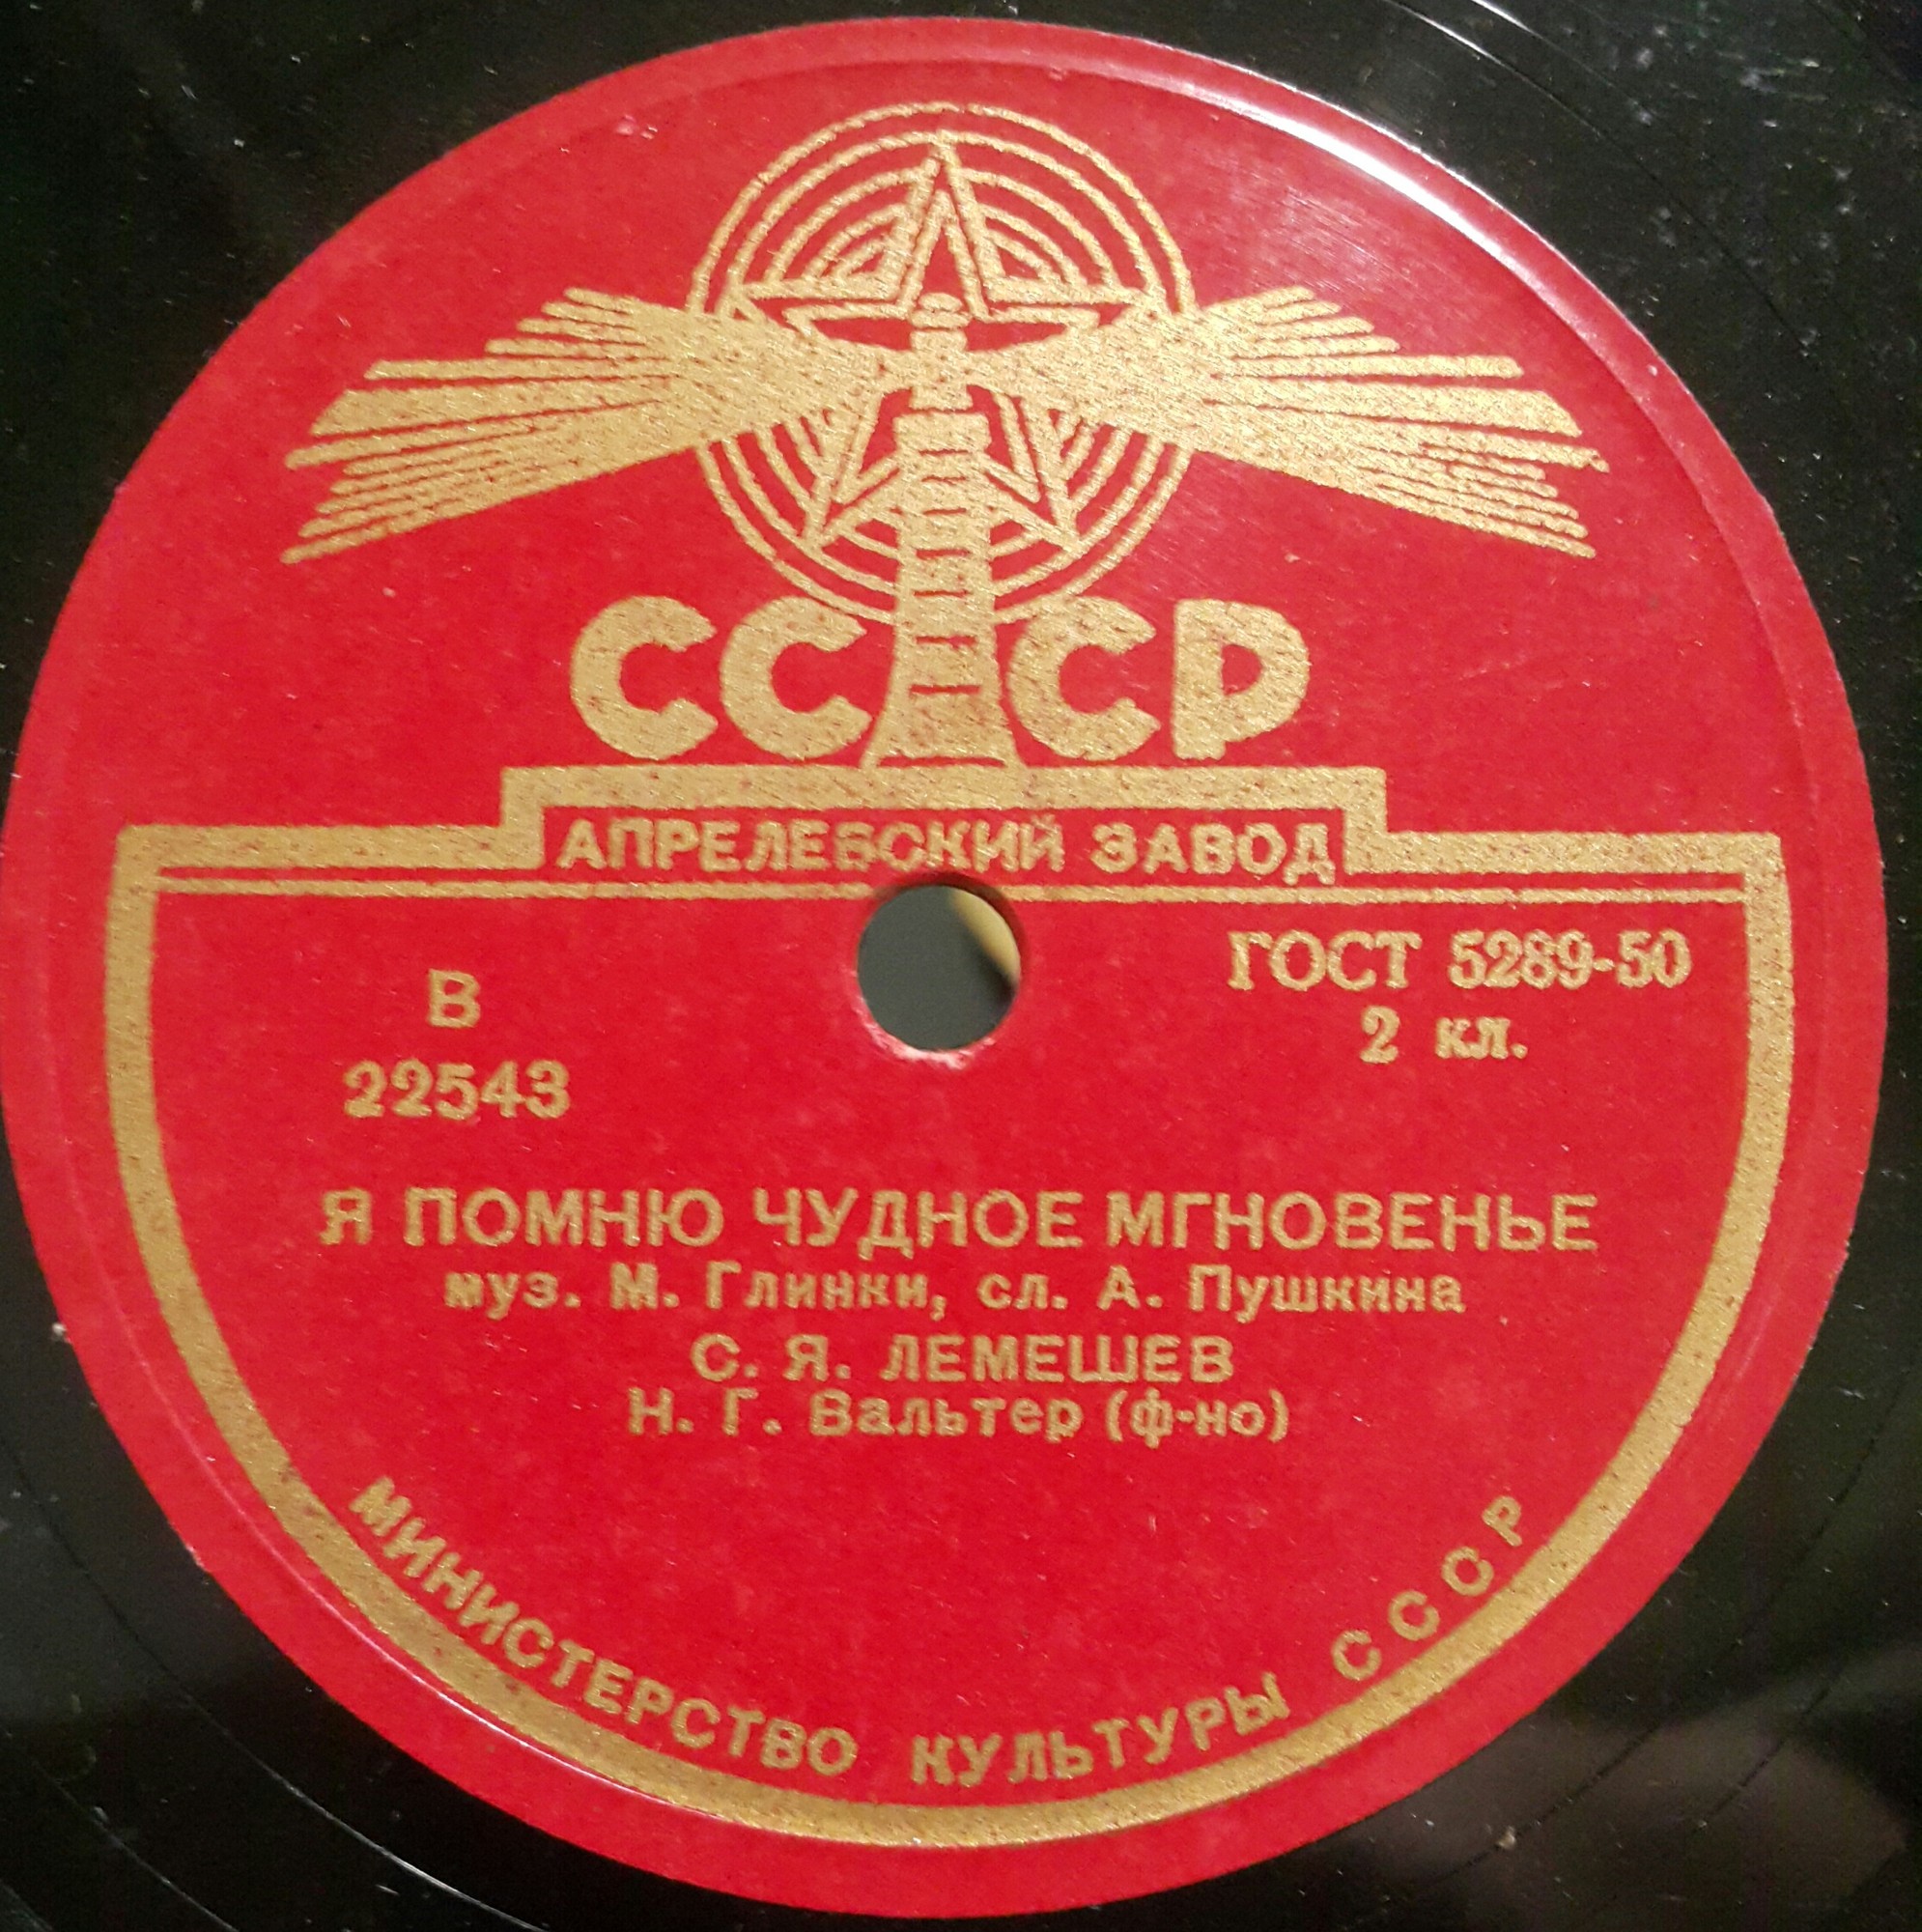 СССР
АПРЕЛЕВСКИЙ ЗАВОД
В
22543
ГОСТ 5289-50
2 кл.
Я ПОМНЮ ЧУДНОЕ МГНОВЕНЬЕ
муз. М. Глинки, сл. А. Пушкина
С. Я. ЛЕМЕШЕВ
Н. Г. Вальтер (ф-но)
МИНИСТЕРСТВО КУЛЬТУРЫ СССР